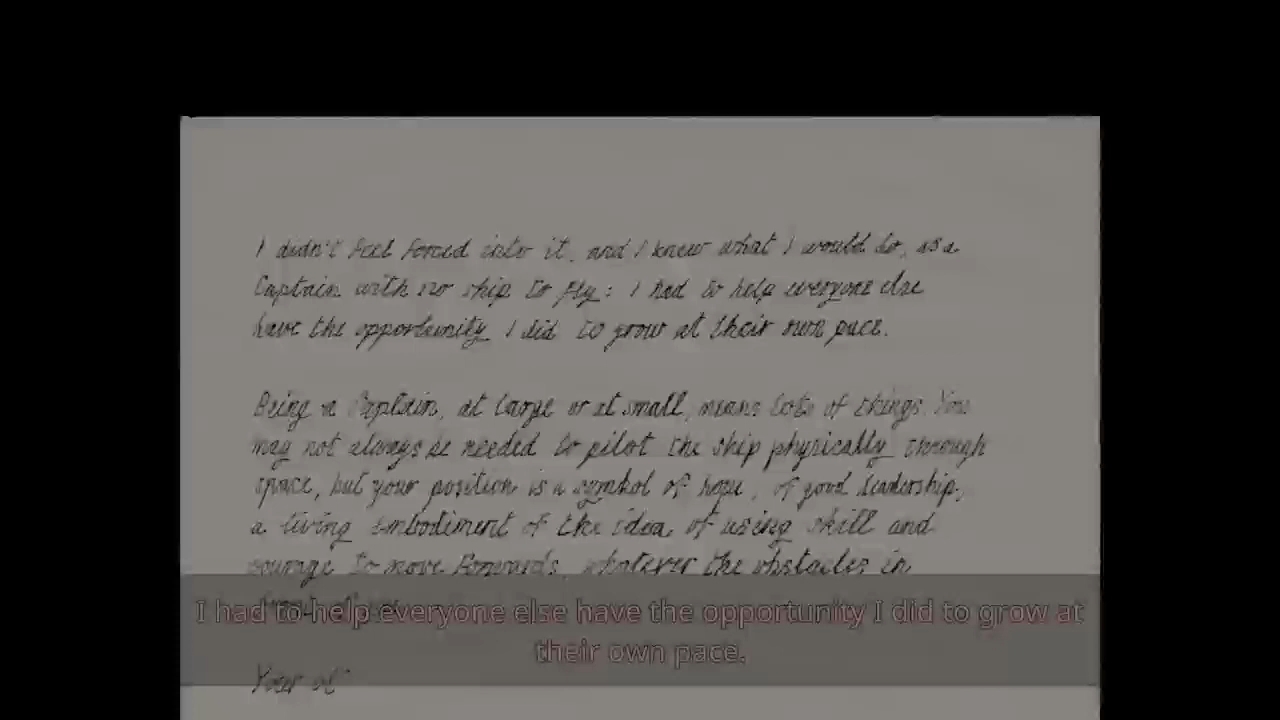 I didn't feel forced into it, and I knew what I would do, as a
Captain with no ship to fly: I had to help everyone else
have the opportunity I did to grow at their own pace.
Being a Captain, at large or at small, means lots of things. You
may not always be needed to pilot the ship physically through
space, but your position is a symbol of hope, of good leadership,
a living embodiment of the idea of using skill and
courage to move forwards, whatever the obstacles in
I had to help everyone else have the opportunity I did to grow at
their own pace.
Your